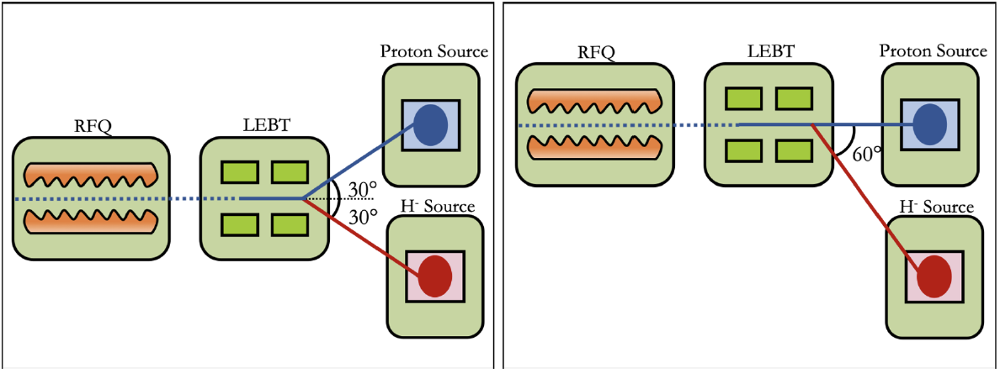 Proton Source
RFQ
LEBT
30°
30°
H- Source
RFQ
LEBT
Proton Source
60°
H- Source